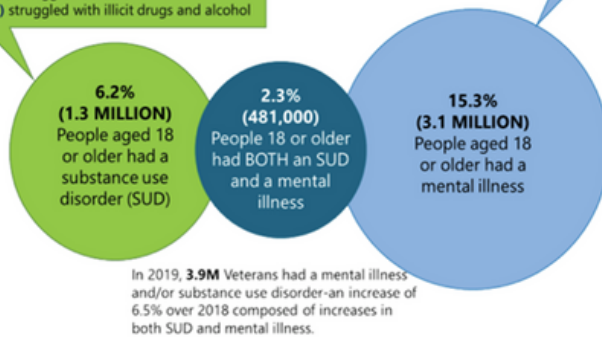 ) struggled with illicit drugs and alcohol
6.2%
(1.3 MILLION)
People aged 18
or older had a
substance use
disorder (SUD)
2.3%
(481,000)
People 18 or older
had BOTH an SUD
and a mental
illness
15.3%
(3.1 MILLION)
People aged 18
or older had a
mental illness
In 2019, 3.9M Veterans had a mental illness
and/or substance use disorder-an increase of
6.5% over 2018 composed of increases in
both SUD and mental illness.